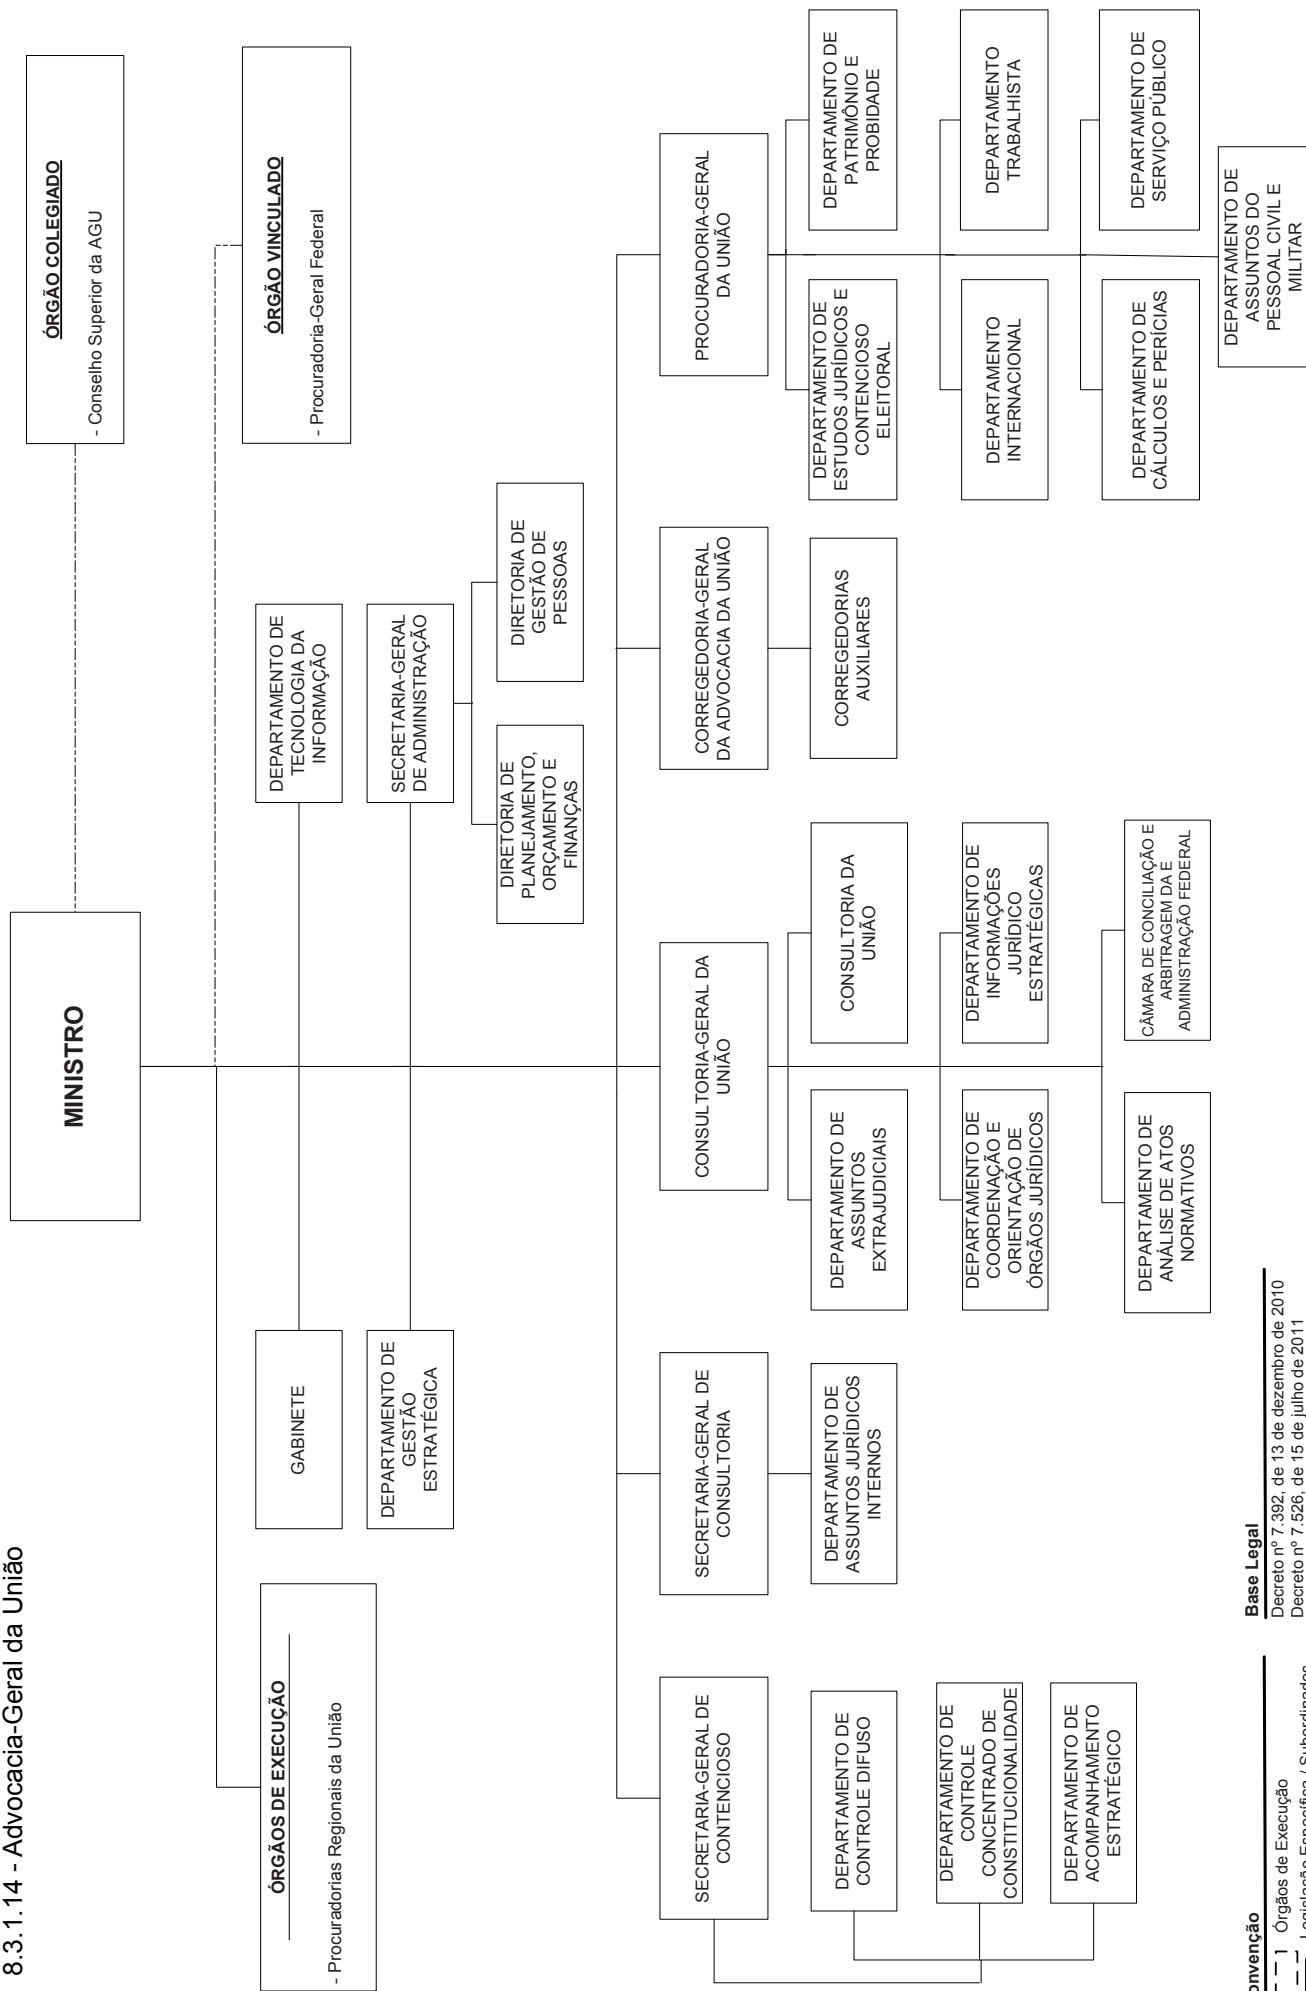 8.3.1.14 - Advocacia-Geral da União
MINISTRO
ÓRGÃO COLEGIADO
- Conselho Superior da AGU
ÓRGÃO VINCULADO
- Procuradoria-Geral Federal
ÓRGÃOS DE EXECUÇÃO
- Procuradorias Regionais da União
GABINETE
DEPARTAMENTO DE
TECNOLOGIA DA
INFORMAÇÃO
DEPARTAMENTO DE
GESTÃO
ESTRATÉGICA
SECRETARIA-GERAL
DE ADMINISTRAÇÃO
DIRETORIA DE
PLANEJAMENTO,
ORÇAMENTO E
FINANÇAS
DIRETORIA DE
GESTÃO DE
PESSOAS
SECRETARIA-GERAL DE
CONTENCIOSO
DEPARTAMENTO DE
CONTROLE DIFUSO
DEPARTAMENTO DE
CONTROLE
CONCENTRADO DE
CONSTITUCIONALIDADE
DEPARTAMENTO DE
ACOMPANHAMENTO
ESTRATÉGICO
SECRETARIA-GERAL DE
CONSULTORIA
DEPARTAMENTO DE
ASSUNTOS JURÍDICOS
INTERNOS
CONSULTORIA-GERAL DA
UNIÃO
DEPARTAMENTO DE
ASSUNTOS
EXTRAJUDICIAIS
CONSULTORIA DA
UNIÃO
DEPARTAMENTO DE
COORDENAÇÃO E
ORIENTAÇÃO DE
ÓRGÃOS JURÍDICOS
DEPARTAMENTO DE
INFORMAÇÕES
JURÍDICO
ESTRATÉGICAS
DEPARTAMENTO DE
ANÁLISE DE ATOS
NORMATIVOS
CÂMARA DE CONCILIAÇÃO E
ARBITRAGEM DA E
ADMINISTRAÇÃO FEDERAL
CORREGEDORIA-GERAL
DA ADVOCACIA DA UNIÃO
CORREGEDORIAS
AUXILIARES
PROCURADORIA-GERAL
DA UNIÃO
DEPARTAMENTO DE
ESTUDOS JURÍDICOS E
CONTENCIOSO
ELEITORAL
DEPARTAMENTO DE
PATRIMÔNIO E
PROBIDADE
DEPARTAMENTO
INTERNACIONAL
DEPARTAMENTO
TRABALHISTA
DEPARTAMENTO DE
CÁLCULOS E PERÍCIAS
DEPARTAMENTO DE
SERVIÇO PÚBLICO
DEPARTAMENTO DE
ASSUNTOS DO
PESSOAL CIVIL E
MILITAR
onvenção
Órgãos de Execução
Legislação Específica / Subordinados
Base Legal
Decreto nº 7.392, de 13 de dezembro de 2010
Decreto nº 7.526, de 15 de julho de 2011